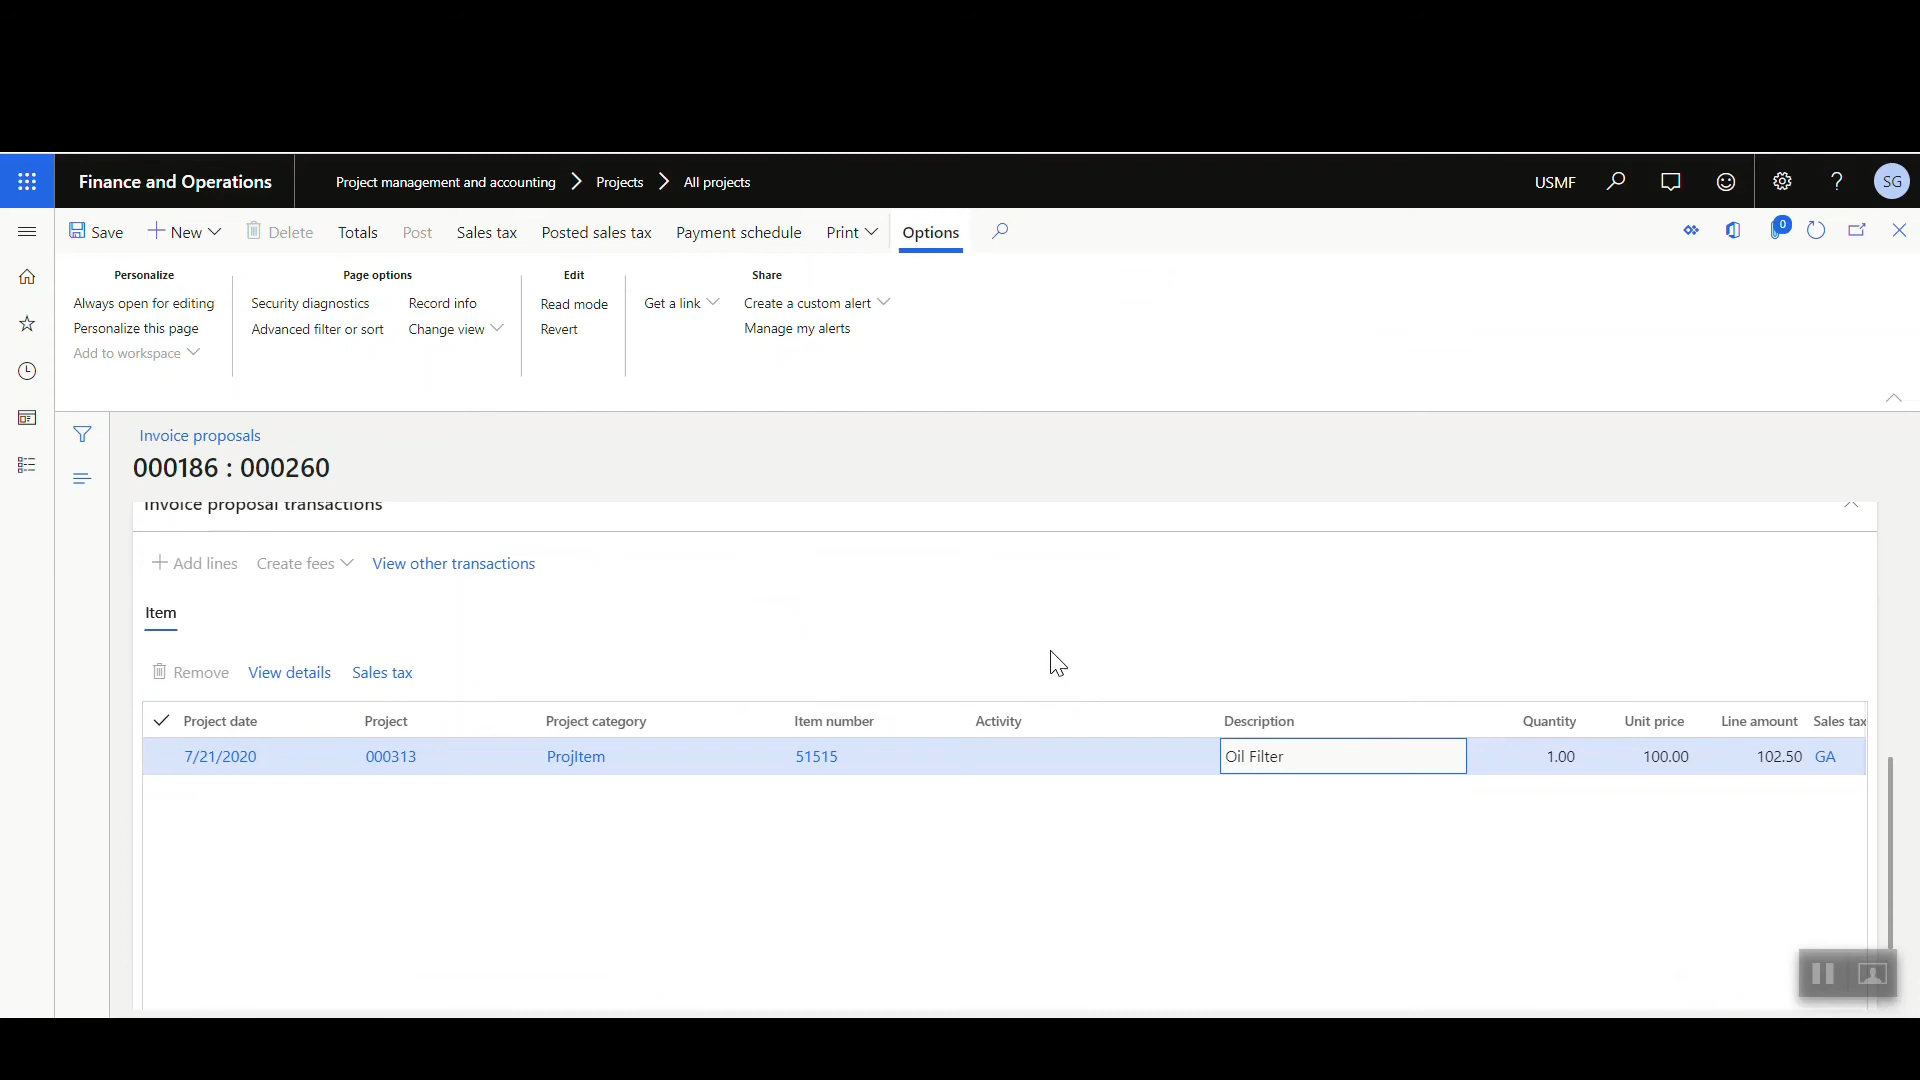 Finance and Operations
Project management and accounting > Projects > All projects
USMF
?
SG
Save
New
Delete
Totals
Post
Sales tax
Posted sales tax
Payment schedule
Print
Options
0
Personalize
Always open for editing
Personalize this page
Add to workspace
Page options
Security diagnostics
Advanced filter or sort
Record info
Change view
Edit
Read mode
Revert
Get a link
Share
Create a custom alert
Manage my alerts
Invoice proposals
000186 : 000260
Invoice proposal transactions
+ Add lines
Create fees
View other transactions
Item
Remove
View details
Sales tax
Project date Project Project category Item number Activity Description Quantity Unit price Line amount Sales tax
7/21/2020 000313 ProjItem 51515 Oil Filter 1.00 100.00 102.50 GA